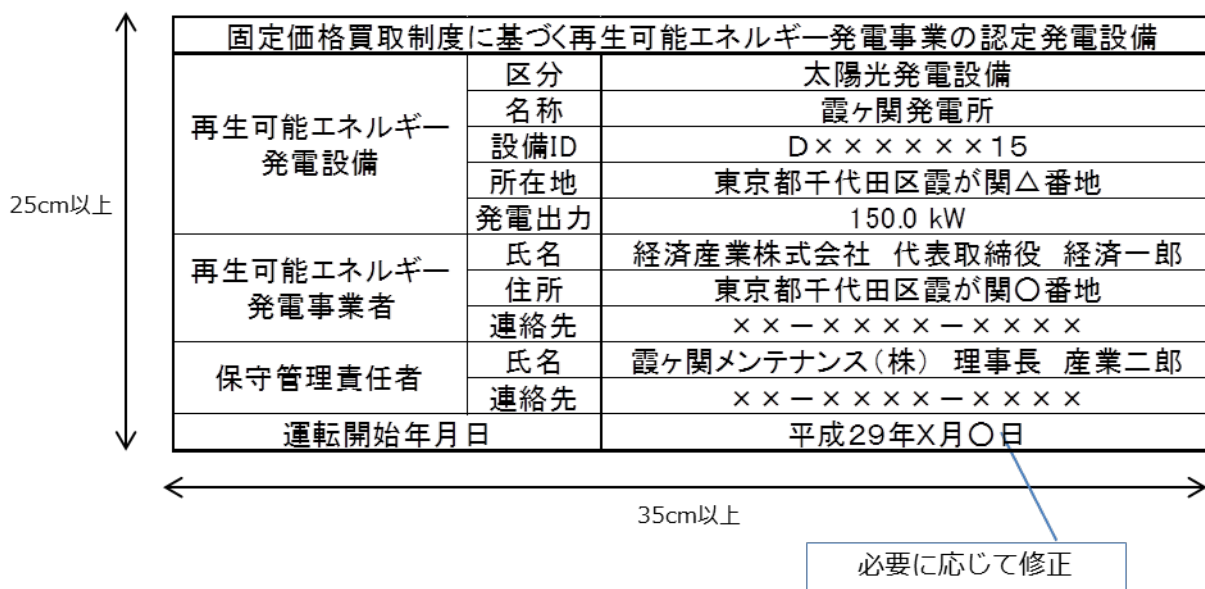 固定価格買取制度に基づく再生可能エネルギー発電事業の認定発電設備
再生可能エネルギー
発電設備
区分 太陽光発電設備
名称 霞ヶ関発電所
設備ID D××××××15
所在地 東京都千代田区霞が関△番地
発電出力 150.0 kW
再生可能エネルギー
発電事業者
氏名 経済産業株式会社 代表取締役 経済一郎
住所 東京都千代田区霞が関〇番地
連絡先 ××-××××-××××
保守管理責任者
氏名 霞ヶ関メンテナンス(株) 理事長 産業二郎
連絡先 ××-××××-××××
運転開始年月日 平成29年X月〇日
25cm以上
35cm以上
必要に応じて修正